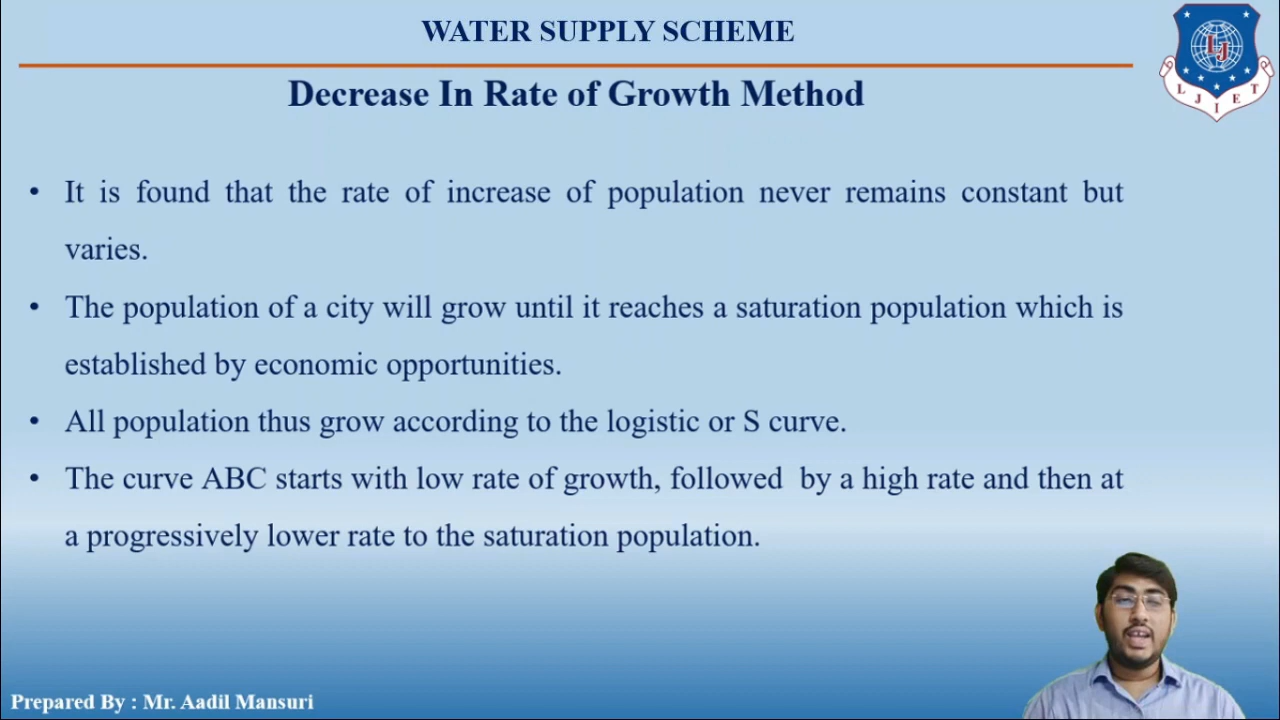 WATER SUPPLY SCHEME
Decrease In Rate of Growth Method
LJ
L J I E T
• It is found that the rate of increase of population never remains constant but
varies.
• The population of a city will grow until it reaches a saturation population which is
established by economic opportunities.
• All population thus grow according to the logistic or S curve.
• The curve ABC starts with low rate of growth, followed by a high rate and then at
a progressively lower rate to the saturation population.
Prepared By : Mr. Aadil Mansuri